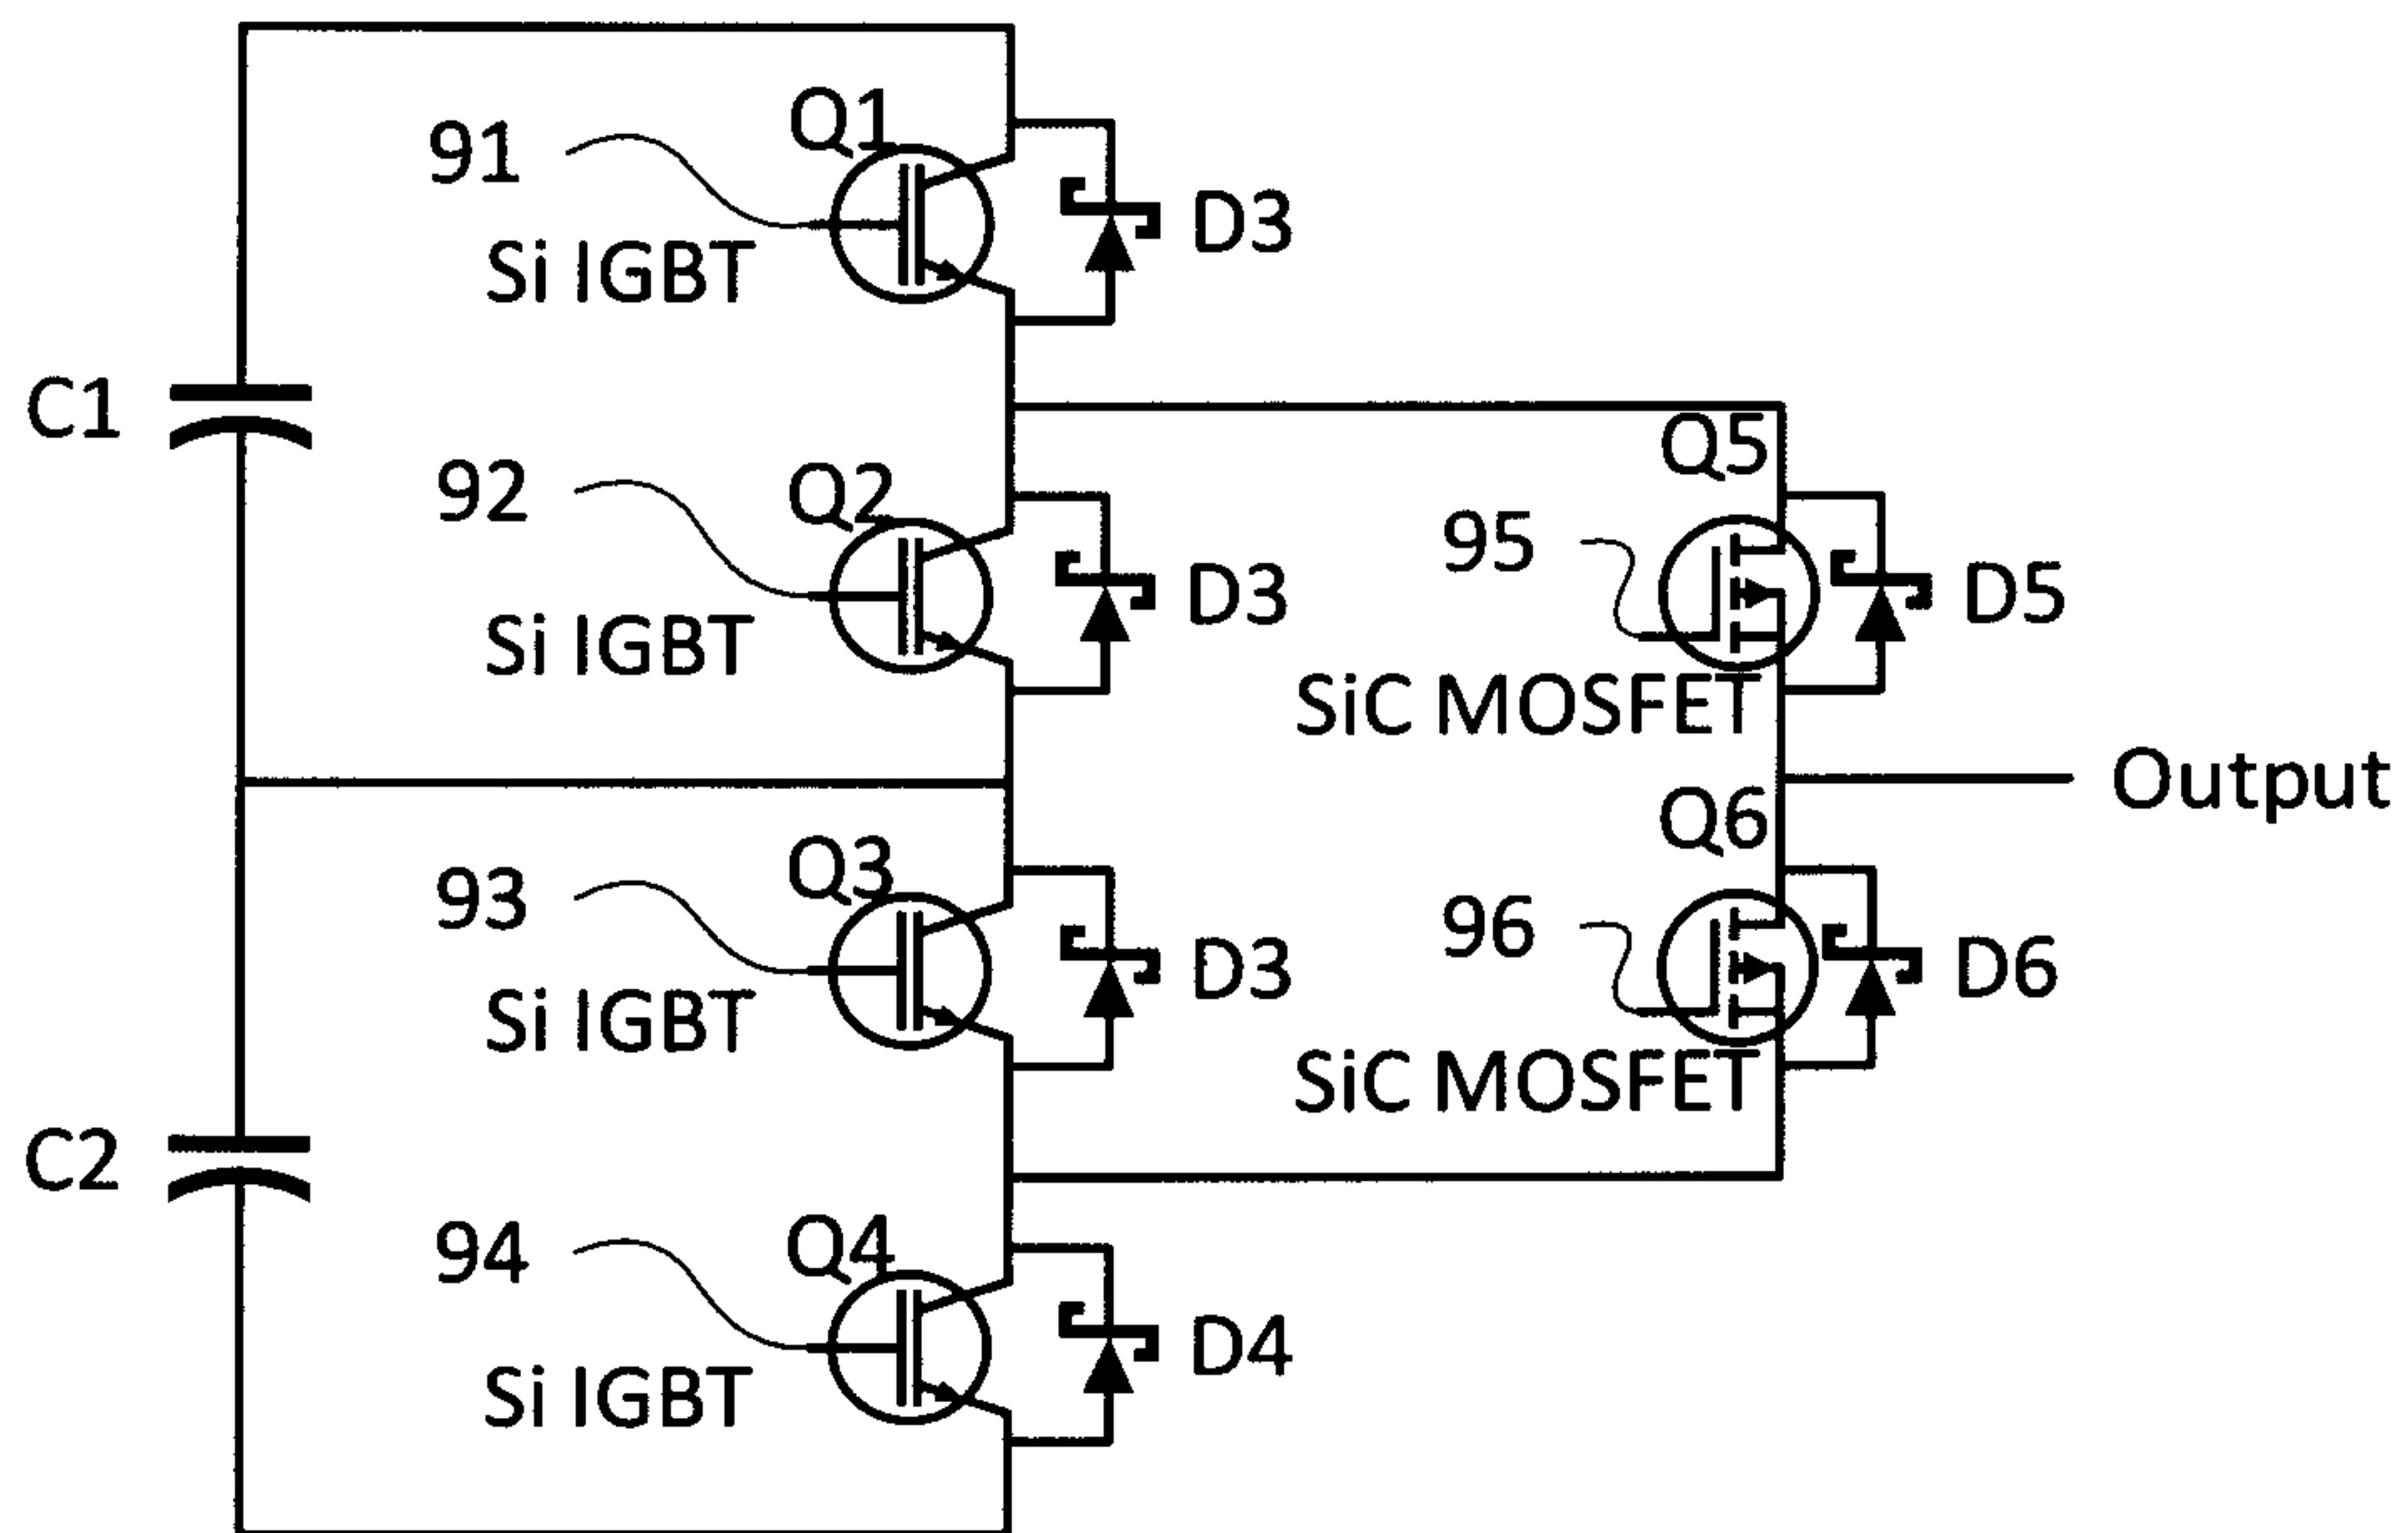 Q1
91
D3
Si IGBT
C1
Q5
92
Q2
95
D3
D5
Si IGBT
SiC MOSFET
Output
Q6
Q3
93
96
D3
D6
Si IGBT
SiC MOSFET
C2
94
Q4
D4
Si IGBT